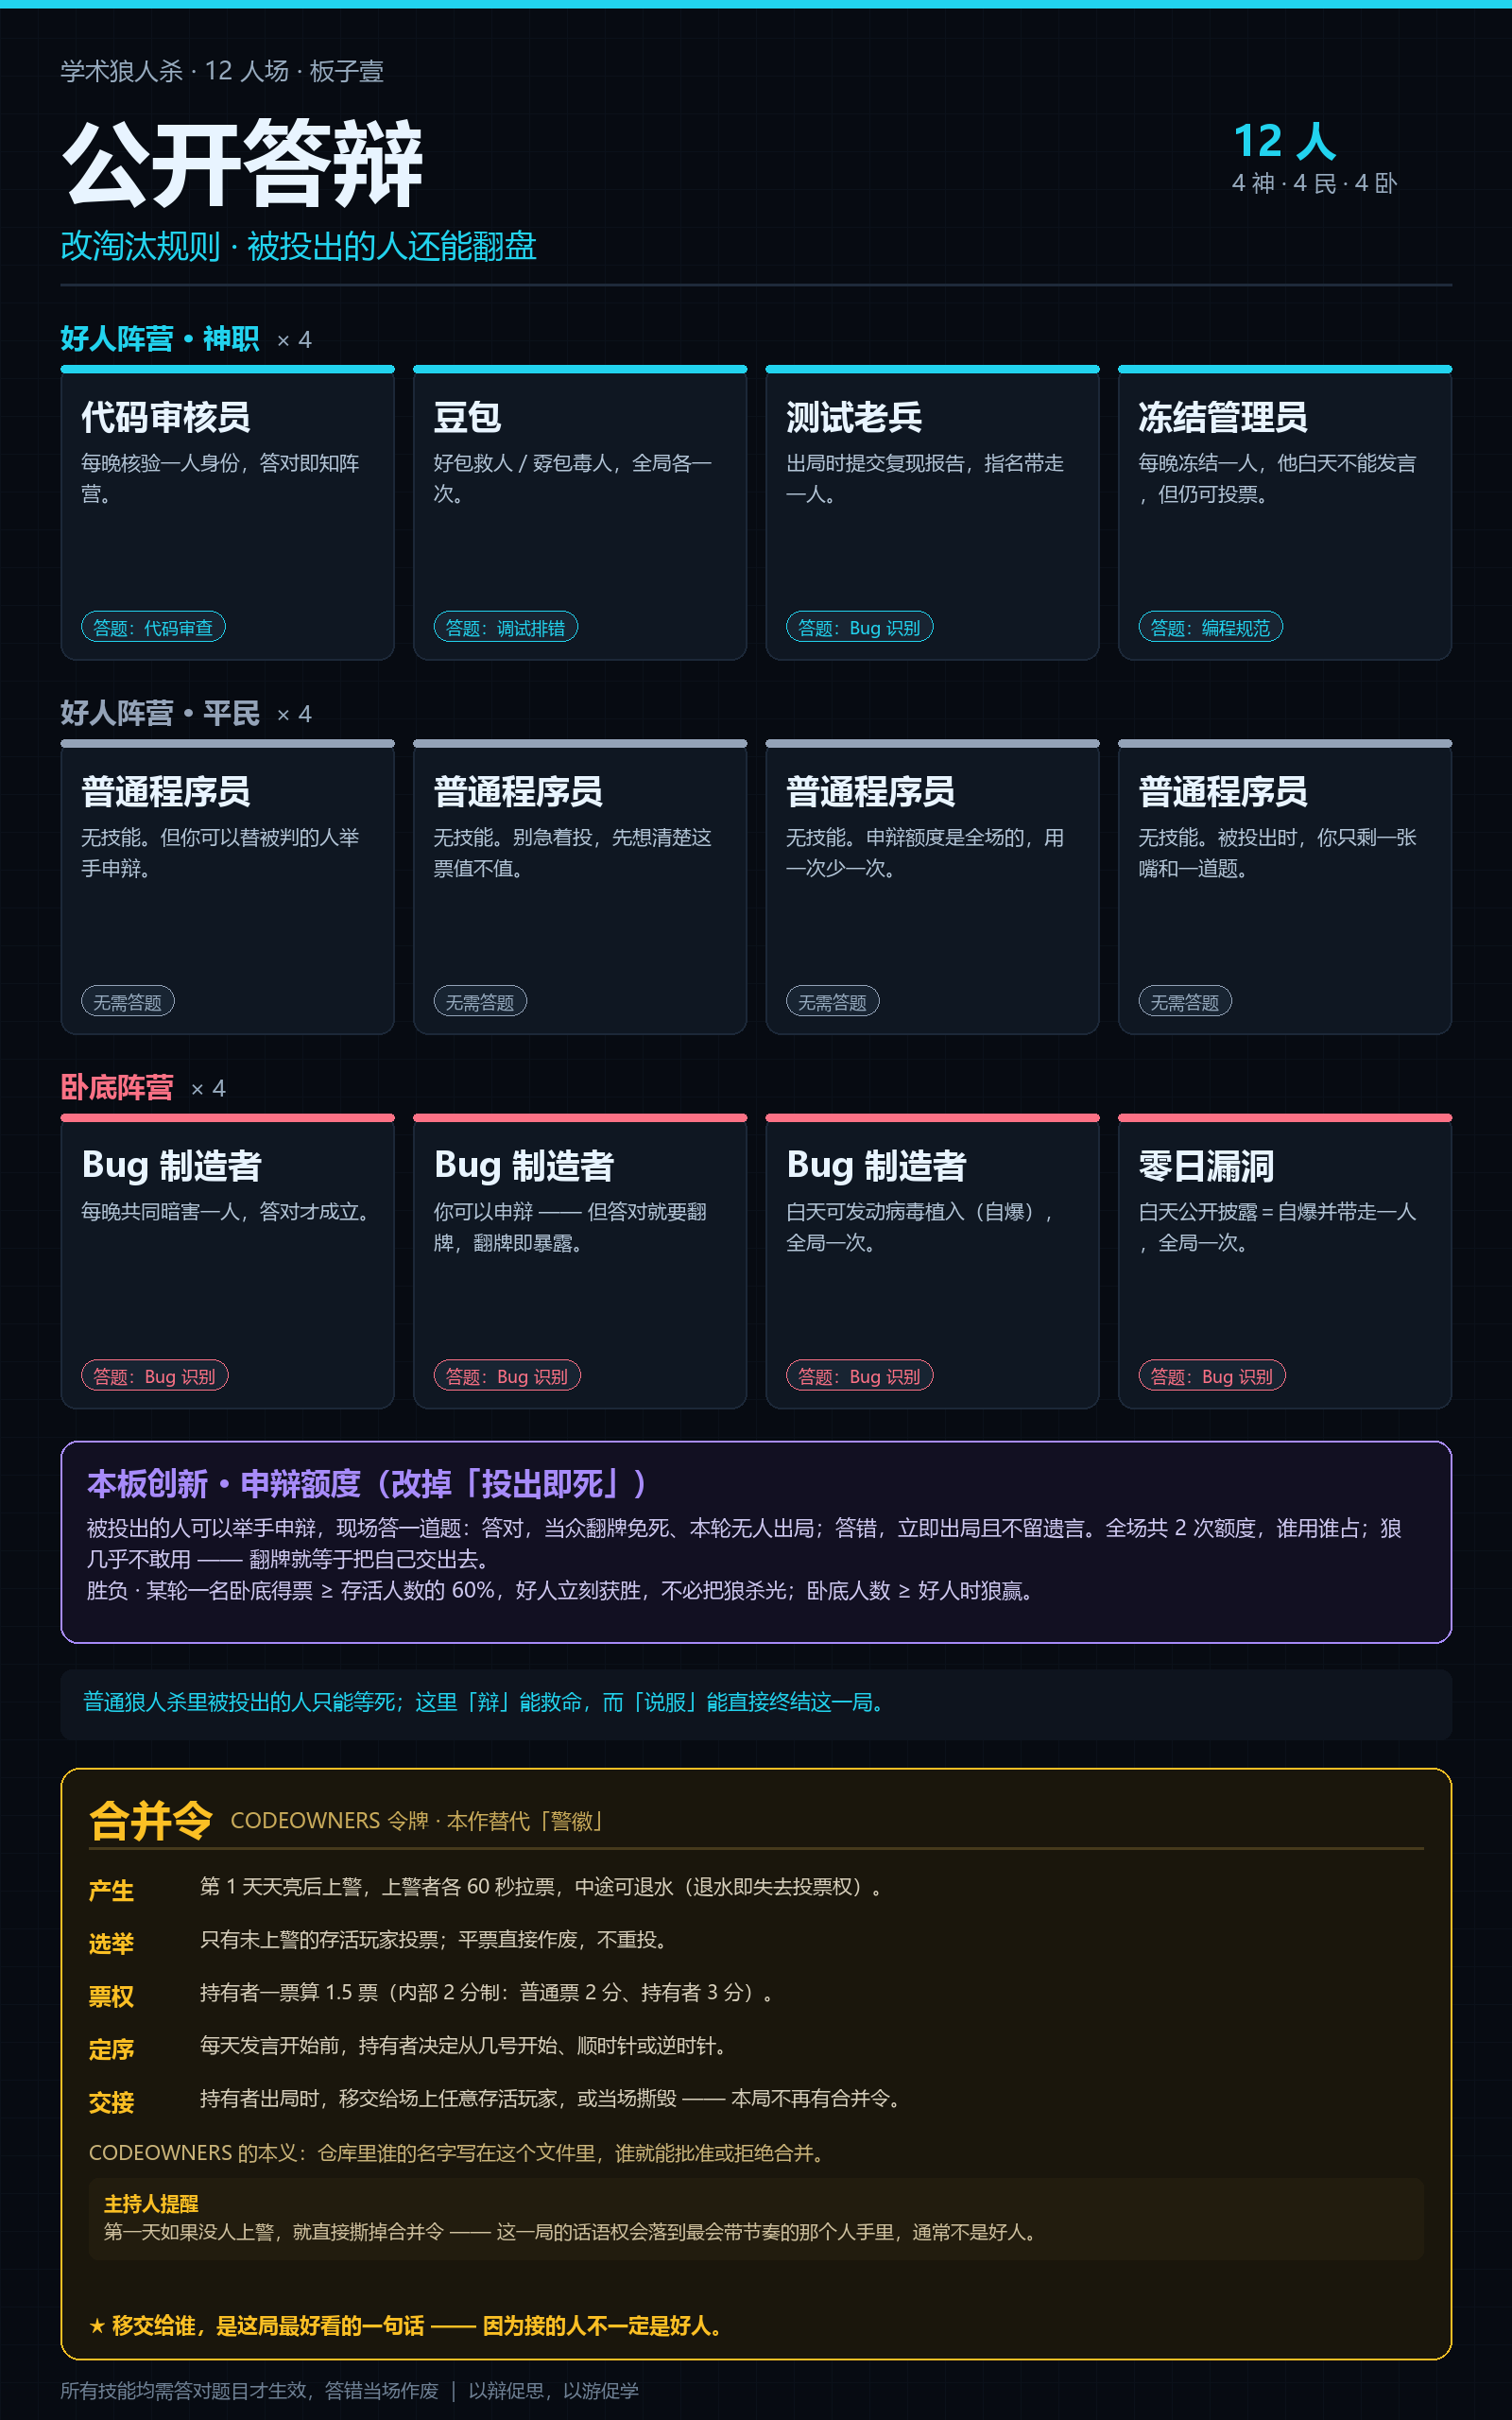 学术狼人杀 · 12 人场 · 板子壹
公开答辩
12 人
4 神 · 4 民 · 4 卧
改淘汰规则 · 被投出的人还能翻盘
好人阵营 • 神职 × 4
代码审核员
每晚核验一人身份，答对即知阵
营。
答题：代码审查
豆包
好包救人 / 孬包毒人，全局各一
次。
答题：调试排错
测试老兵
出局时提交复现报告，指名带走
一人。
答题：Bug 识别
冻结管理员
每晚冻结一人，他白天不能发言
，但仍可投票。
答题：编程规范
好人阵营 • 平民 × 4
普通程序员
无技能。但你可以替被判的人举
手申辩。
无需答题
普通程序员
无技能。别急着投，先想清楚这
票值不值。
无需答题
普通程序员
无技能。申辩额度是全场的，用
一次少一次。
无需答题
普通程序员
无技能。被投出时，你只剩一张
嘴和一道题。
无需答题
卧底阵营 × 4
Bug 制造者
每晚共同暗害一人，答对才成立。
答题：Bug 识别
Bug 制造者
你可以申辩 —— 但答对就要翻
牌，翻牌即暴露。
答题：Bug 识别
Bug 制造者
白天可发动病毒植入（自爆），
全局一次。
答题：Bug 识别
零日漏洞
白天公开披露 = 自爆并带走一人
，全局一次。
答题：Bug 识别
本板创新 • 申辩额度（改掉「投出即死」）
被投出的人可以举手申辩，现场答一道题：答对，当众翻牌免死、本轮无人出局；答错，立即出局且不留遗言。全场共 2 次额度，谁用谁占；狼
几乎不敢用 —— 翻牌就等于把自己交出去。
胜负 · 某轮一名卧底得票 ≥ 存活人数的 60%，好人立刻获胜，不必把狼杀光；卧底人数 ≥ 好人时狼赢。
普通狼人杀里被投出的人只能等死；这里「辩」能救命，而「说服」能直接终结这一局。
合并令 CODEOWNERS 令牌 · 本作替代「警徽」
产生 第 1 天天亮后上警，上警者各 60 秒拉票，中途可退水（退水即失去投票权）。
选举 只有未上警的存活玩家投票；平票直接作废，不重投。
票权 持有者一票算 1.5 票（内部 2 分制：普通票 2 分、持有者 3 分）。
定序 每天发言开始前，持有者决定从几号开始、顺时针或逆时针。
交接 持有者出局时，移交给场上任意存活玩家，或当场撕毁 —— 本局不再有合并令。
CODEOWNERS 的本义：仓库里谁的名字写在这个文件里，谁就能批准或拒绝合并。
主持人提醒
第一天如果没人上警，就直接撕掉合并令 —— 这一局的话语权会落到最会带节奏的那个人手里，通常不是好人。
★ 移交给谁，是这局最好看的一句话 —— 因为接的人不一定是好人。
所有技能均需答对题目才生效，答错当场作废 | 以辩促思，以游促学